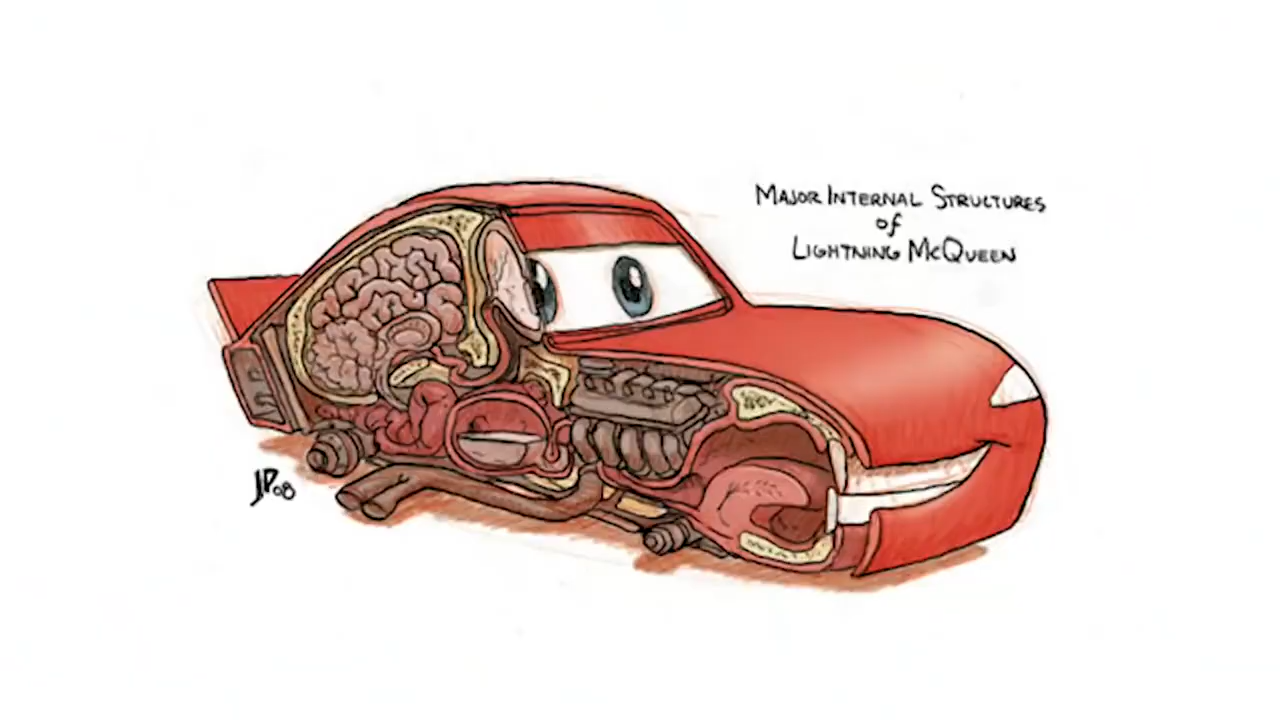 Major Internal Structures
of
Lightning McQueen
JP08